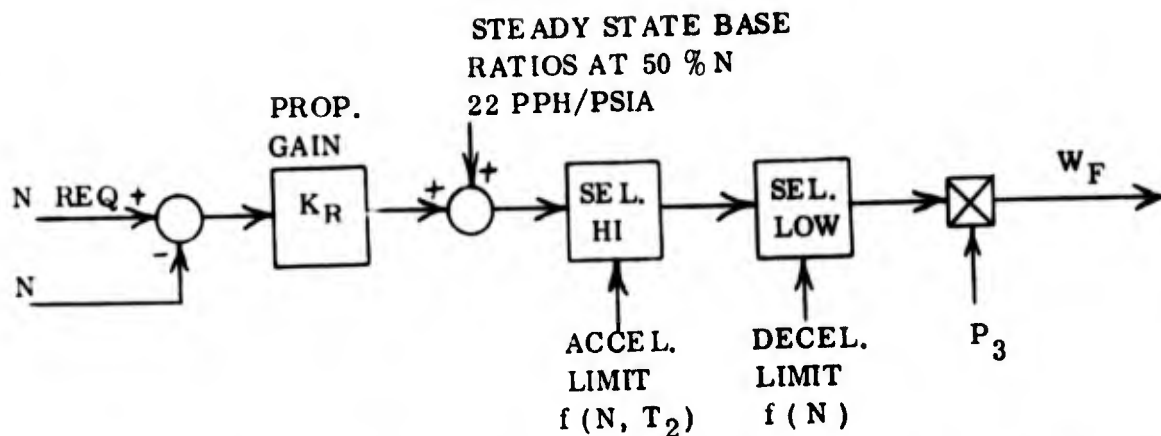 STEADY STATE BASE
RATIOS AT 50 % N
22 PPH/PSIA
PROP.
GAIN
N REQ +
-
N
K_R
+
+
SEL.
HI
SEL.
LOW
W_F
ACCEL.
LIMIT
f (N, T_2)
DECEL.
LIMIT
f (N)
P_3